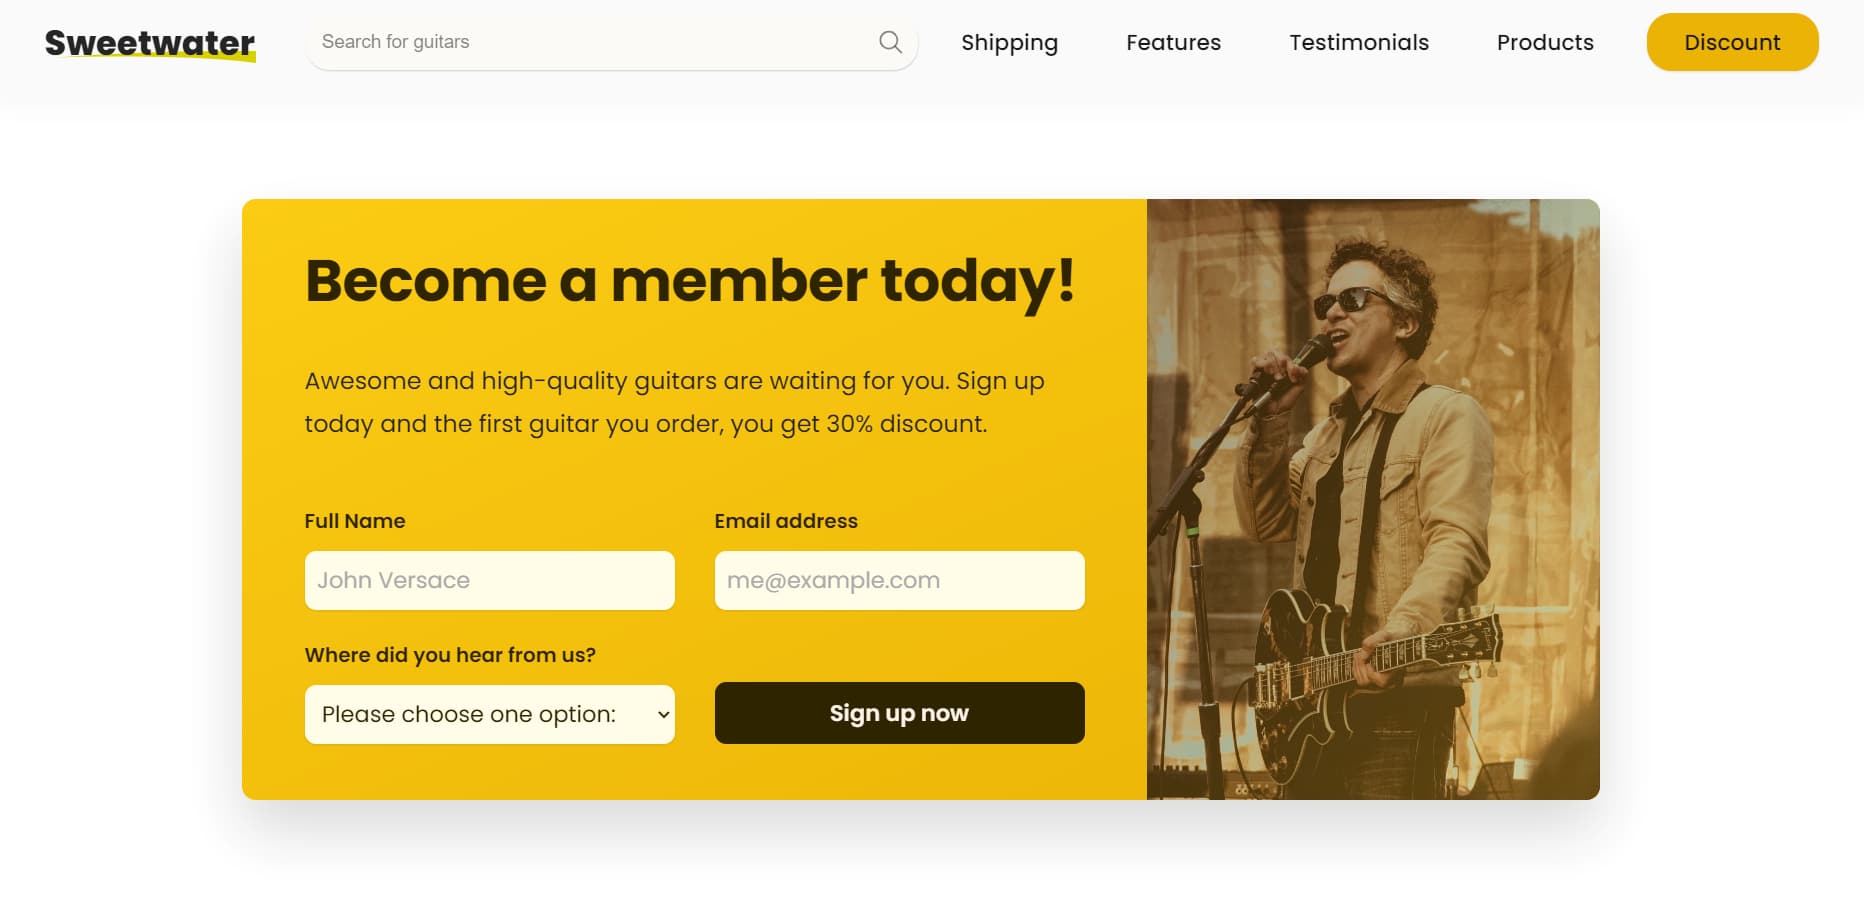 Sweetwater
Search for guitars
Shipping
Features
Testimonials
Products
Discount
Become a member today!
Awesome and high-quality guitars are waiting for you. Sign up
today and the first guitar you order, you get 30% discount.
Full Name
Email address
John Versace
me@example.com
Where did you hear from us?
Please choose one option:
Sign up now